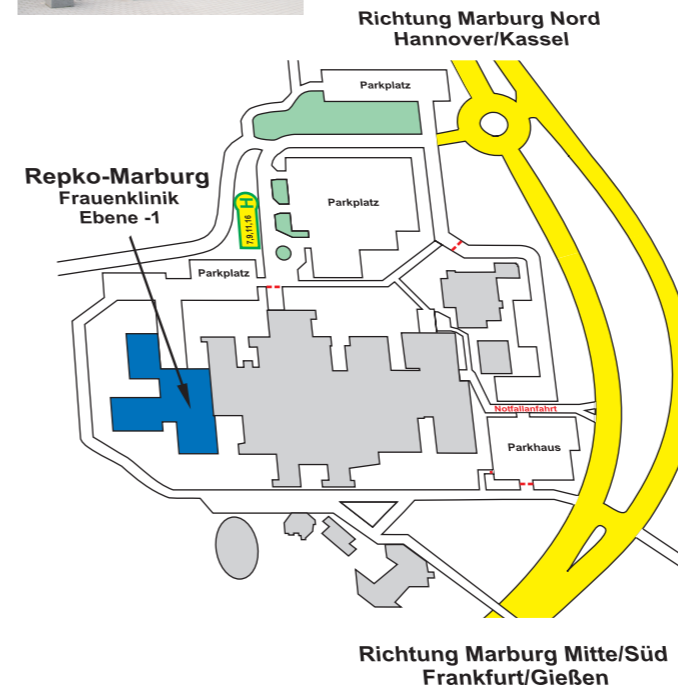 Richtung Marburg Nord
Hannover/Kassel
Parkplatz
Repko-Marburg
Frauenklinik
Ebene -1
H
7,9,11,16
Parkplatz
Parkplatz
Notfallanfahrt
Parkhaus
Richtung Marburg Mitte/Süd
Frankfurt/Gießen